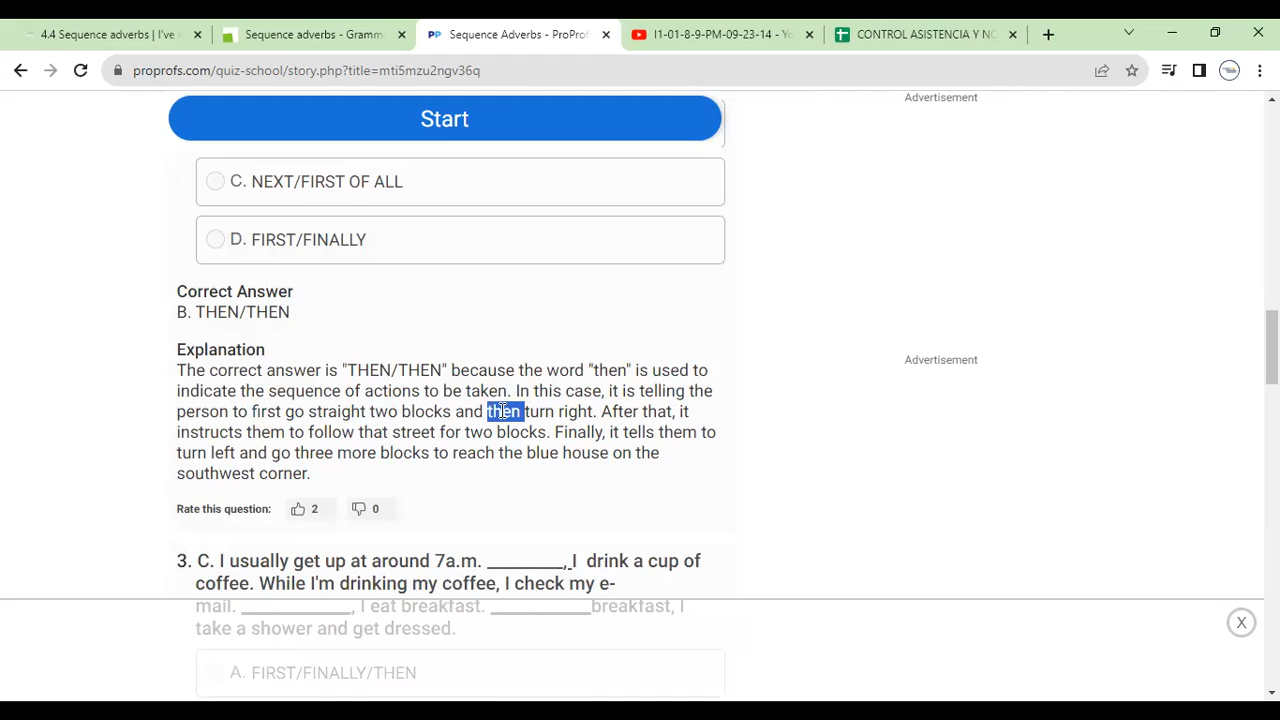 4.4 Sequence adverbs | I've
Sequence adverbs - Gramm
Sequence Adverbs - ProProf
I1-01-8-9-PM-09-23-14 - Yo
CONTROL ASISTENCIA Y NO
proprofs.com/quiz-school/story.php?title=mti5mzu2ngv36q
Advertisement
Start
C. NEXT/FIRST OF ALL
D. FIRST/FINALLY
Correct Answer
B. THEN/THEN
Explanation
The correct answer is "THEN/THEN" because the word "then" is used to
indicate the sequence of actions to be taken. In this case, it is telling the
person to first go straight two blocks and then turn right. After that, it
instructs them to follow that street for two blocks. Finally, it tells them to
turn left and go three more blocks to reach the blue house on the
southwest corner.
Advertisement
Rate this question: 2 0
3. C. I usually get up at around 7a.m. __________, I drink a cup of
coffee. While I'm drinking my coffee, I check my e-
mail. ______________, I eat breakfast. _____________breakfast, I
take a shower and get dressed.
X
A. FIRST/FINALLY/THEN